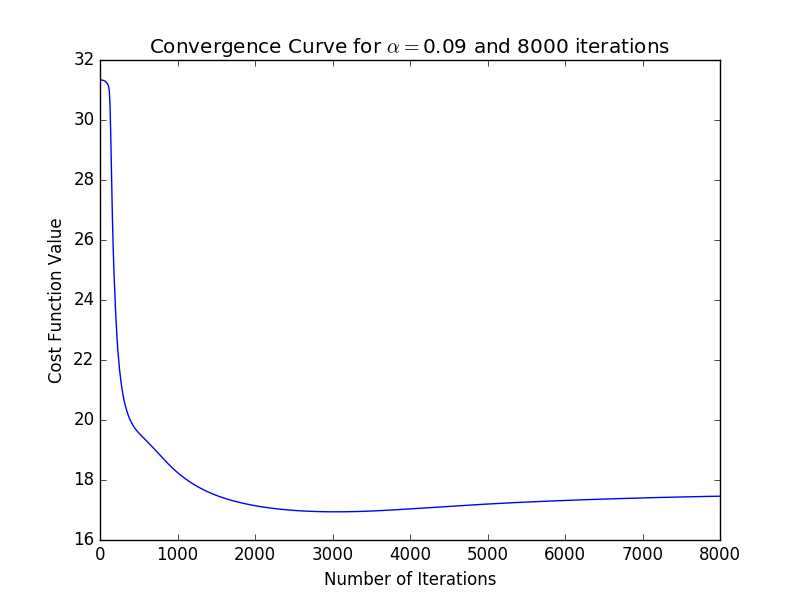 Convergence Curve for α = 0.09 and 8000 iterations
32
30
28
26
24
22
20
18
16
Cost Function Value
0 1000 2000 3000 4000 5000 6000 7000 8000
Number of Iterations